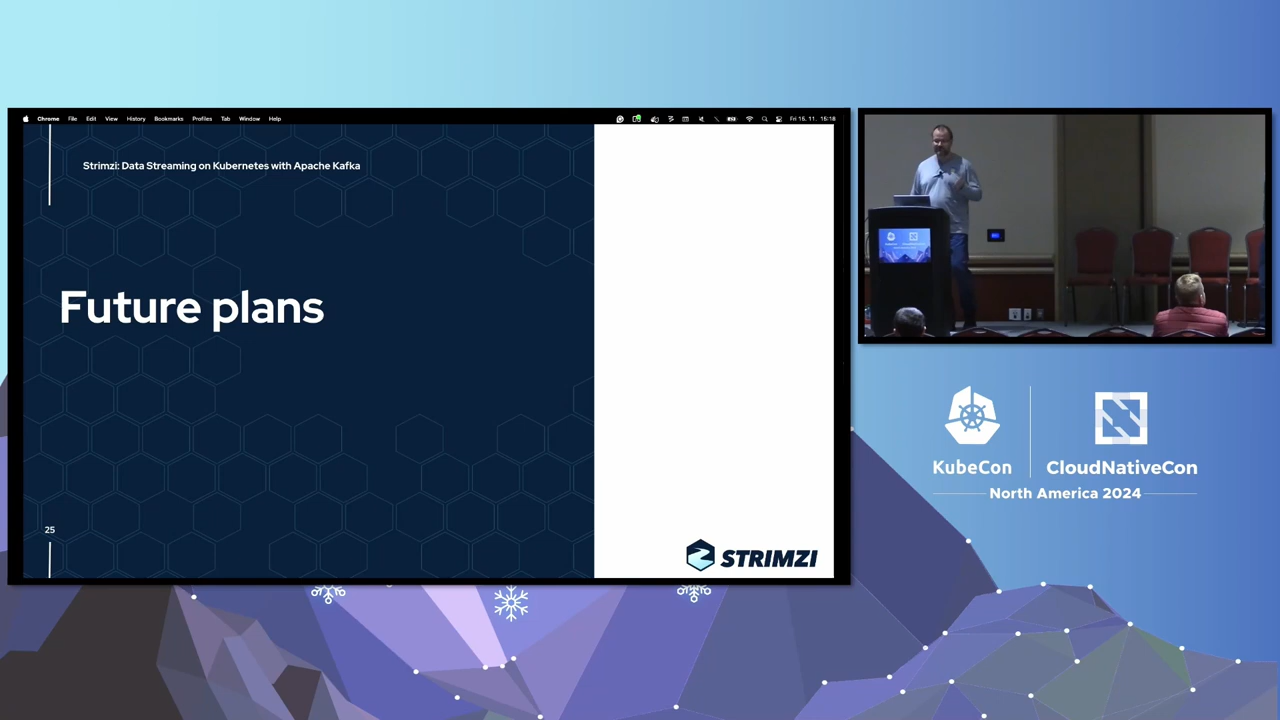 Chrome File Edit View History Bookmarks Profiles Tab Window Help
Fri 15. 11. 15:18
Strimzi: Data Streaming on Kubernetes with Apache Kafka
Future plans
25
STRIMZI
KubeCon
CloudNativeCon
North America 2024